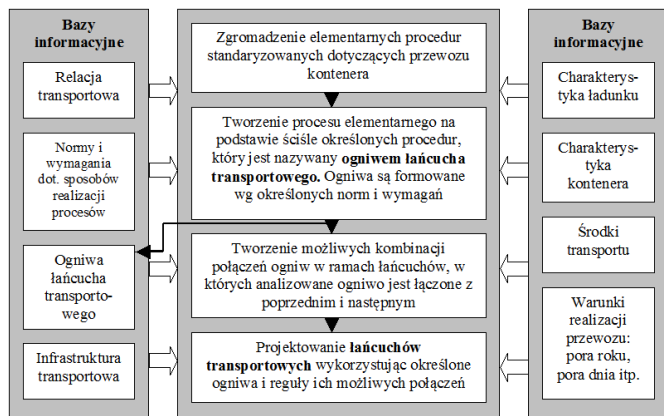 Bazy
informacyjne
Relacja
transportowa
Normy i
wymagania
dot. sposobów
realizacji
procesów
Ogniwa
łańcucha
transporto-
wego
Infrastruktura
transportowa
Zgromadzenie elementarnych procedur
standaryzowanych dotyczących przewozu
kontenera
Tworzenie procesu elementarnego na
podstawie ściśle określonych procedur,
który jest nazywany ogniwem łańcucha
transportowego. Ogniwa są formowane
wg określonych norm i wymagań
Tworzenie możliwych kombinacji
połączeń ogniw w ramach łańcuchów, w
których analizowane ogniwo jest łączone z
poprzednim i następnym
Projektowanie łańcuchów
transportowych wykorzystując określone
ogniwa i reguły ich możliwych połączeń
Bazy
informacyjne
Charakterys-
tyka ładunku
Charakterys-
tyka
kontenera
Środki
transportu
Warunki
realizacji
przewozu:
pora roku,
pora dnia itp.